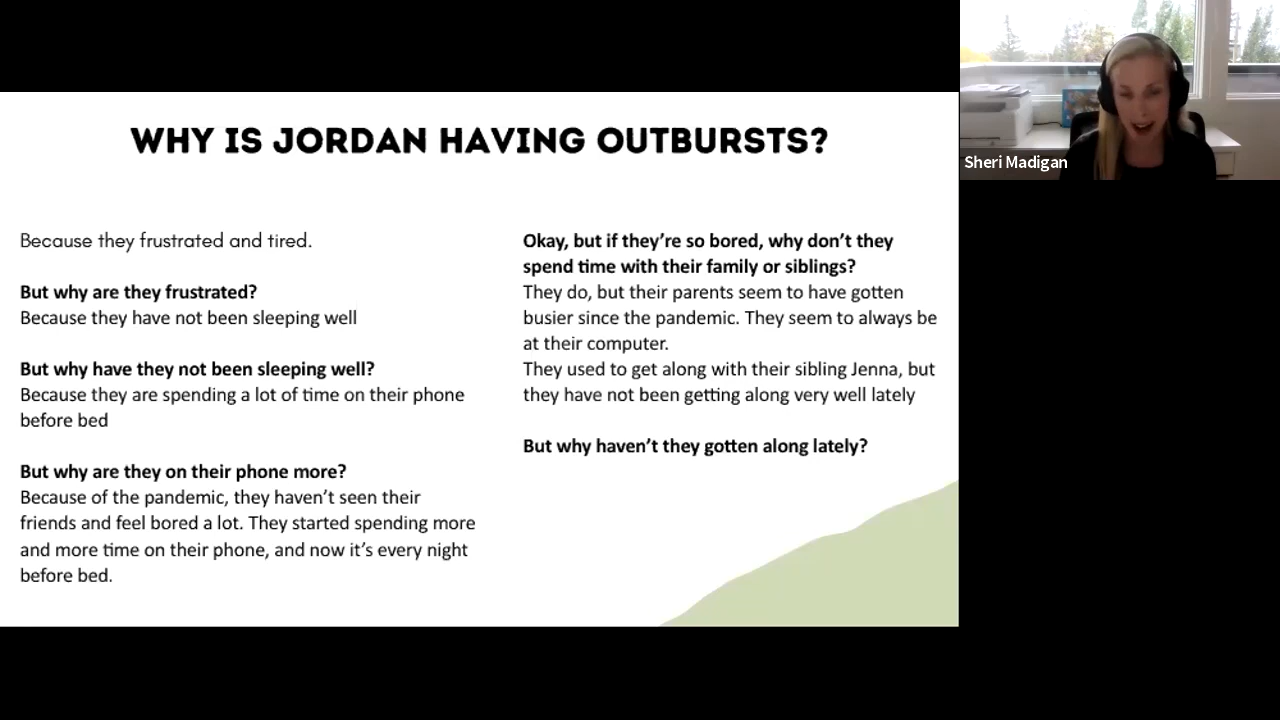 WHY IS JORDAN HAVING OUTBURSTS?
Because they frustrated and tired.
But why are they frustrated?
Because they have not been sleeping well
But why have they not been sleeping well?
Because they are spending a lot of time on their phone
before bed
But why are they on their phone more?
Because of the pandemic, they haven’t seen their
friends and feel bored a lot. They started spending more
and more time on their phone, and now it’s every night
before bed.
Okay, but if they’re so bored, why don’t they
spend time with their family or siblings?
They do, but their parents seem to have gotten
busier since the pandemic. They seem to always be
at their computer.
They used to get along with their sibling Jenna, but
they have not been getting along very well lately
But why haven’t they gotten along lately?
Sheri Madigan